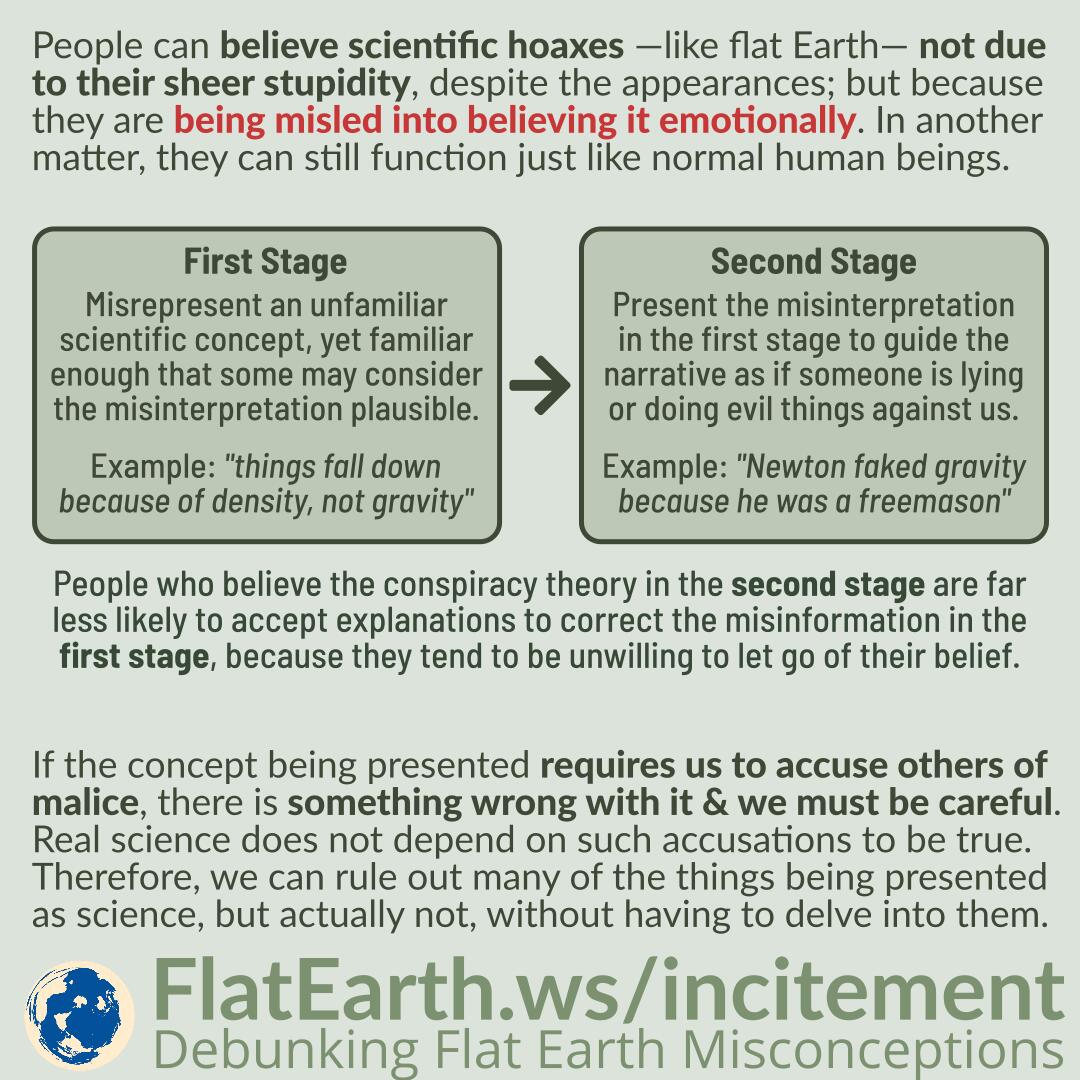 People can believe scientific hoaxes —like flat Earth— not due
to their sheer stupidity, despite the appearances; but because
they are being misled into believing it emotionally. In another
matter, they can still function just like normal human beings.
First Stage
Misrepresent an unfamiliar
scientific concept, yet familiar
enough that some may consider
the misinterpretation plausible.
Example: "things fall down
because of density, not gravity"
Second Stage
Present the misinterpretation
in the first stage to guide the
narrative as if someone is lying
or doing evil things against us.
Example: "Newton faked gravity
because he was a freemason"
People who believe the conspiracy theory in the second stage are far
less likely to accept explanations to correct the misinformation in the
first stage, because they tend to be unwilling to let go of their belief.
If the concept being presented requires us to accuse others of
malice, there is something wrong with it & we must be careful.
Real science does not depend on such accusations to be true.
Therefore, we can rule out many of the things being presented
as science, but actually not, without having to delve into them.
FlatEarth.ws/incitement
Debunking Flat Earth Misconceptions